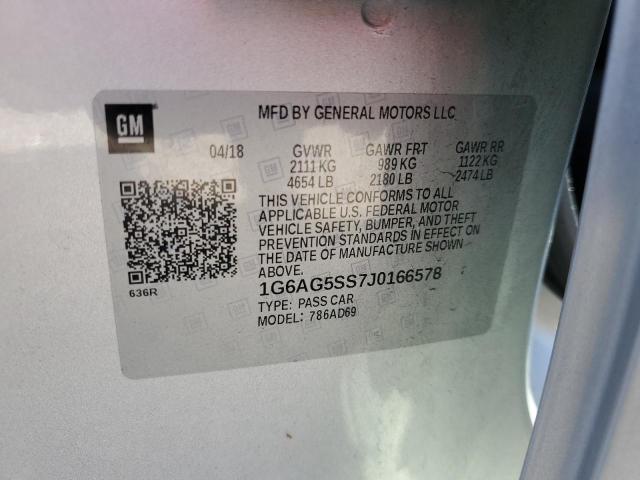 GM
MFD BY GENERAL MOTORS LLC
04/18 GVWR GAWR FRT GAWR RR
2111 KG 989 KG 1122 KG
4654 LB 2180 LB 2474 LB
THIS VEHICLE CONFORMS TO ALL
APPLICABLE U.S. FEDERAL MOTOR
VEHICLE SAFETY, BUMPER, AND THEFT
PREVENTION STANDARDS IN EFFECT ON
THE DATE OF MANUFACTURE SHOWN
ABOVE.
1G6AG5SS7J0166578
TYPE: PASS CAR
MODEL: 786AD69
636R